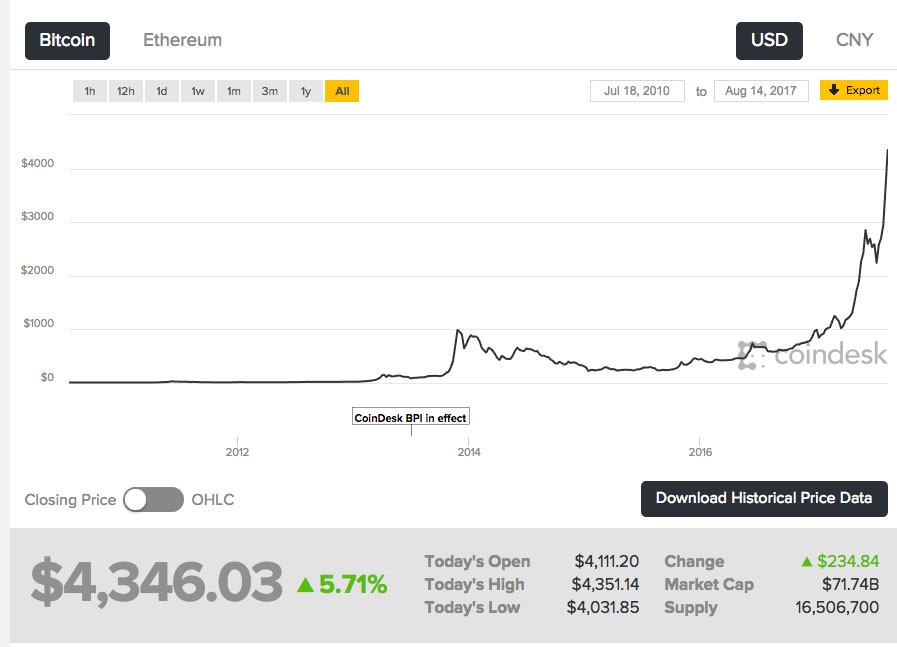 Bitcoin Ethereum USD CNY
1h 12h 1d 1w 1m 3m 1y All Jul 18, 2010 to Aug 14, 2017 Export
$4000
$3000
$2000
$1000
coindesk
$0
CoinDesk BPI in effect
2012 2014 2016
Closing Price OHLC Download Historical Price Data
$4,346.03 5.71%
Today's Open $4,111.20 Change $234.84
Today's High $4,351.14 Market Cap $71.74B
Today's Low $4,031.85 Supply 16,506,700